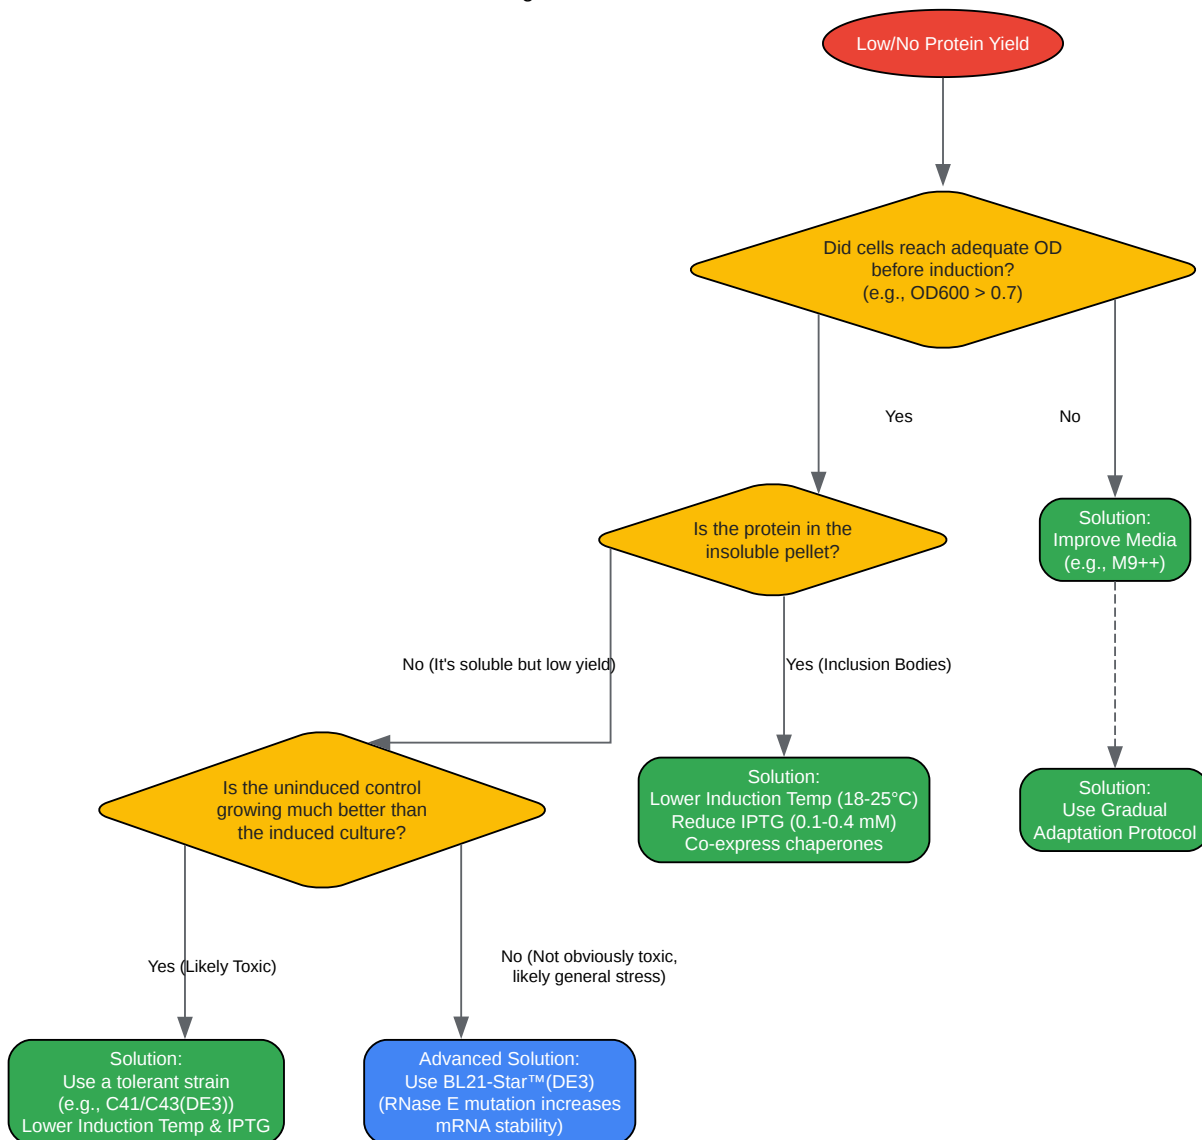 Low/No Protein Yield
Did cells reach adequate OD
before induction?
(e.g., OD600 > 0.7)
Yes
No
Is the protein in the
insoluble pellet?
Solution:
Improve Media
(e.g., M9++)
No (It's soluble but low yield)
Yes (Inclusion Bodies)
Is the uninduced control
growing much better than
the induced culture?
Solution:
Lower Induction Temp (18-25°C)
Reduce IPTG (0.1-0.4 mM)
Co-express chaperones
Solution:
Use Gradual
Adaptation Protocol
Yes (Likely Toxic)
No (Not obviously toxic,
likely general stress)
Solution:
Use a tolerant strain
(e.g., C41/C43(DE3))
Lower Induction Temp & IPTG
Advanced Solution:
Use BL21-Star™(DE3)
(RNase E mutation increases
mRNA stability)